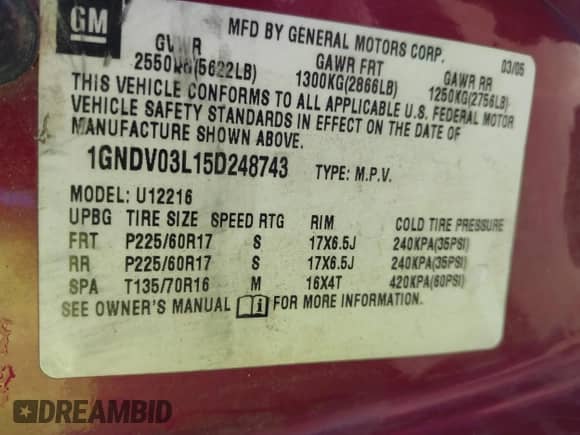 GM
MFD BY GENERAL MOTORS CORP. 03/05
GVWR GAWR FRT GAWR RR
2550KG(5622LB) 1300KG(2866LB) 1250KG(2756LB)
THIS VEHICLE CONFORMS TO ALL APPLICABLE U.S. FEDERAL MOTOR
VEHICLE SAFETY STANDARDS IN EFFECT ON THE DATE OF
MANUFACTURE SHOWN ABOVE.
1GNDV03L15D248743 TYPE: M.P.V.
MODEL: U12216
UPBG TIRE SIZE SPEED RTG RIM COLD TIRE PRESSURE
FRT P225/60R17 S 17X6.5J 240KPA(35PSI)
RR P225/60R17 S 17X6.5J 240KPA(35PSI)
SPA T135/70R16 M 16X4T 420KPA(60PSI)
SEE OWNER'S MANUAL FOR MORE INFORMATION.
DREAMBID